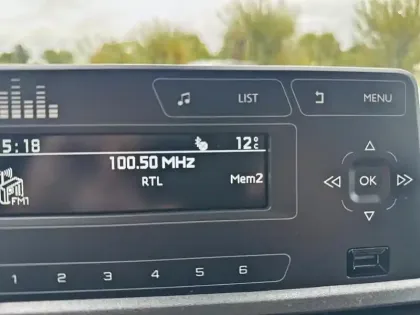 LIST MENU
5:18 12°C
100.50 MHz
RTL Mem2
FM1
OK
1 2 3 4 5 6